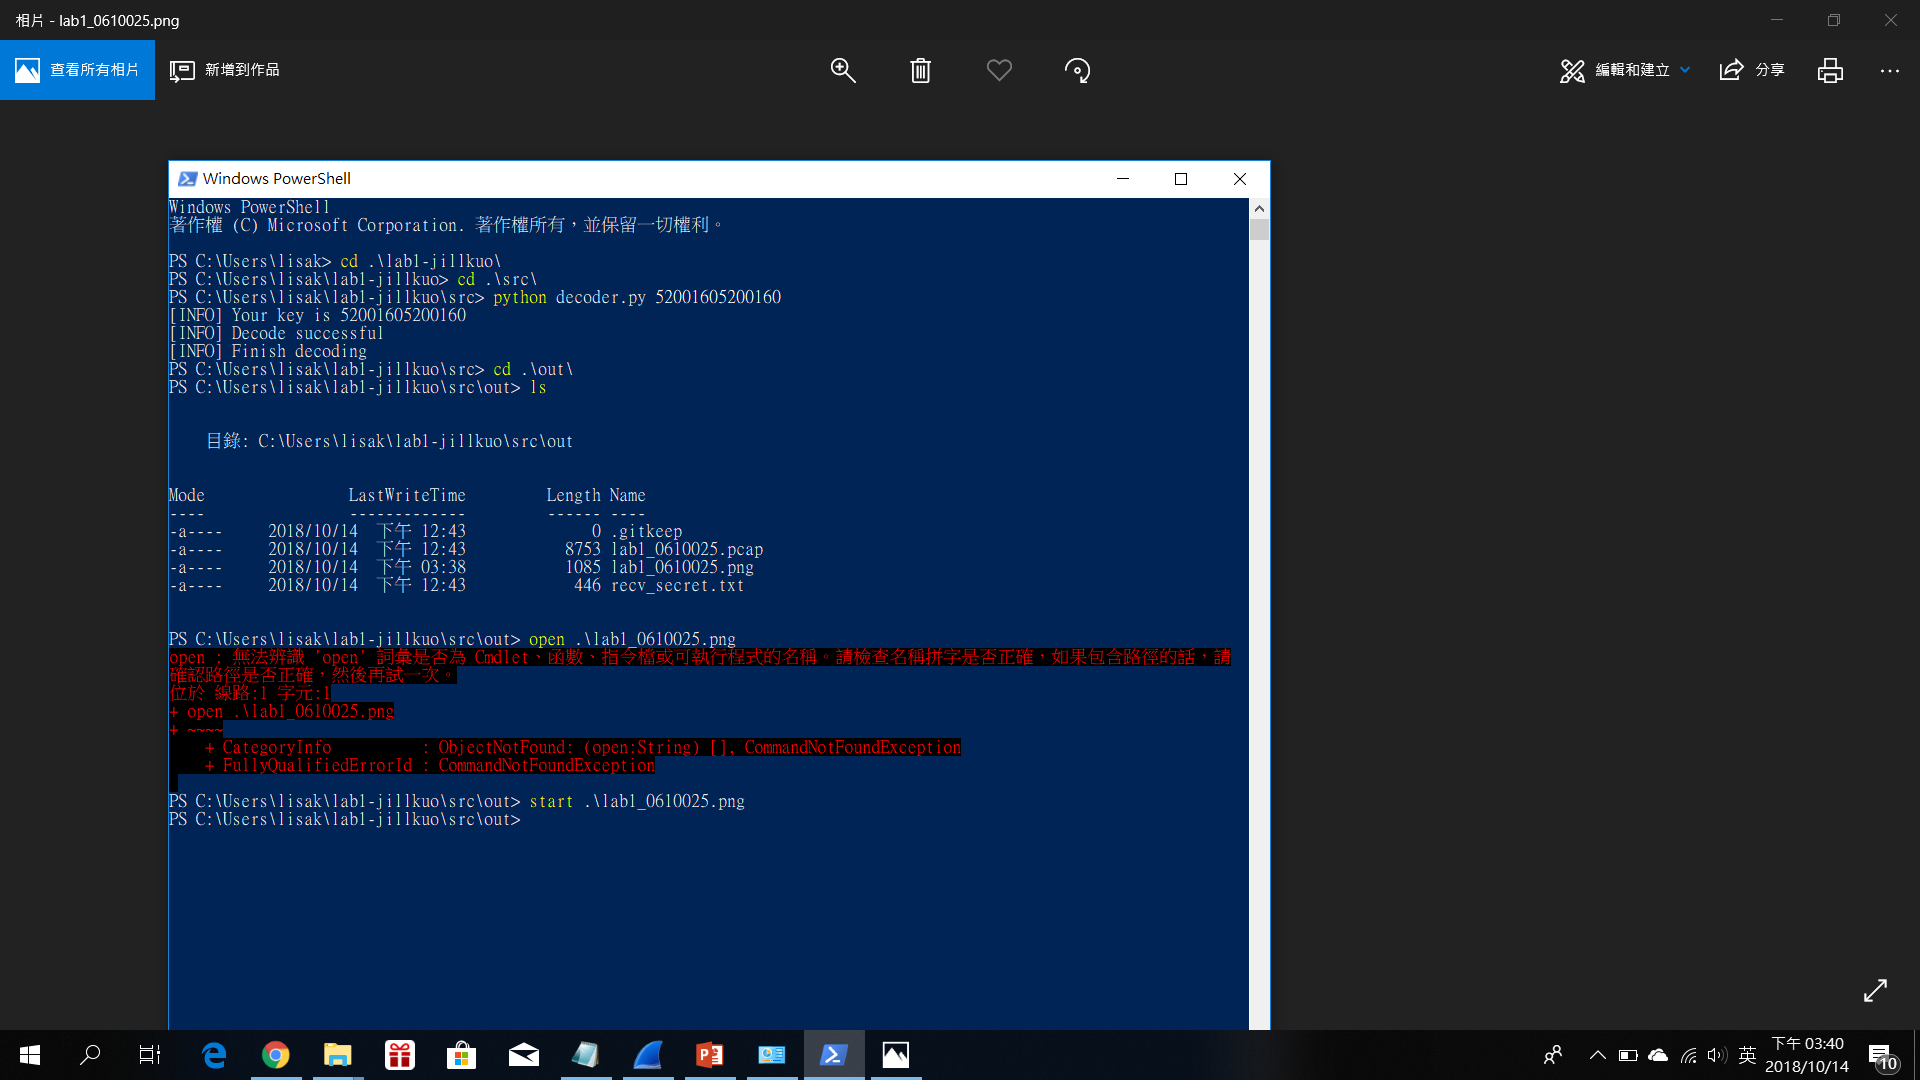 相片 - lab1_0610025.png
查看所有相片
新增到作品
編輯和建立
分享
Windows PowerShell
Windows PowerShell
著作權 (C) Microsoft Corporation. 著作權所有，並保留一切權利。
PS C:\Users\lisak> cd .\lab1-jillkuo\
PS C:\Users\lisak\lab1-jillkuo> cd .\src\
PS C:\Users\lisak\lab1-jillkuo\src> python decoder.py 52001605200160
[INFO] Your key is 52001605200160
[INFO] Decode successful
[INFO] Finish decoding
PS C:\Users\lisak\lab1-jillkuo\src> cd .\out\
PS C:\Users\lisak\lab1-jillkuo\src\out> ls
目錄: C:\Users\lisak\lab1-jillkuo\src\out
Mode                LastWriteTime         Length Name
----                -------------         ------ ----
-a----     2018/10/14  下午 12:43              0 .gitkeep
-a----     2018/10/14  下午 12:43           8753 lab1_0610025.pcap
-a----     2018/10/14  下午 03:38           1085 lab1_0610025.png
-a----     2018/10/14  下午 12:43            446 recv_secret.txt
PS C:\Users\lisak\lab1-jillkuo\src\out> open .\lab1_0610025.png
open : 無法辨識 'open' 詞彙是否為 Cmdlet、函數、指令檔或可執行程式的名稱。請檢查名稱拼字是否正確，如果包含路徑的話，請
確認路徑是否正確，然後再試一次。
位於 線路:1 字元:1
+ open .\lab1_0610025.png
+ ~~~~
    + CategoryInfo          : ObjectNotFound: (open:String) [], CommandNotFoundException
    + FullyQualifiedErrorId : CommandNotFoundException
PS C:\Users\lisak\lab1-jillkuo\src\out> start .\lab1_0610025.png
PS C:\Users\lisak\lab1-jillkuo\src\out>
英
下午 03:40
2018/10/14
10